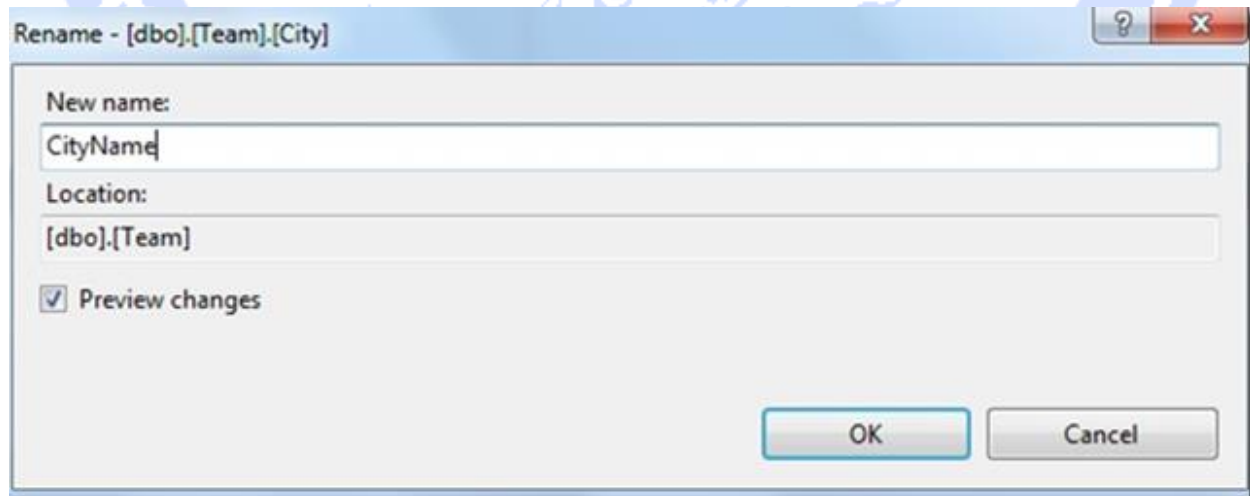 Rename - [dbo].[Team].[City]
New name:
CityName
Location:
[dbo].[Team]
Preview changes
OK Cancel